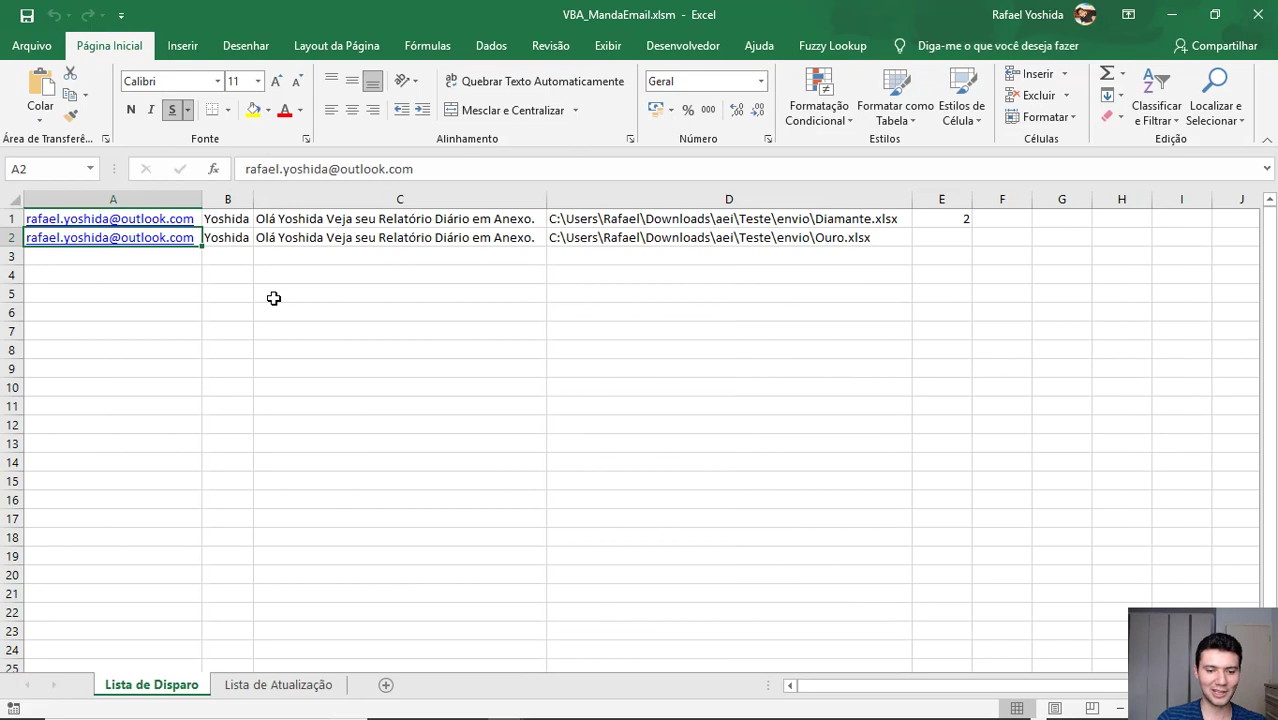 VBA_MandaEmail.xlsm - Excel
Rafael Yoshida
Arquivo Página Inicial Inserir Desenhar Layout da Página Fórmulas Dados Revisão Exibir Desenvolvedor Ajuda Fuzzy Lookup Diga-me o que você deseja fazer Compartilhar
Colar
Calibri 11
N I S
Quebrar Texto Automaticamente
Mesclar e Centralizar
Geral
% 000
Formatação Condicional
Formatar como Tabela
Estilos de Célula
Inserir
Excluir
Formatar
Classificar e Filtrar
Localizar e Selecionar
Área de Transferê... Fonte Alinhamento Número Estilos Células Edição
A2 fx rafael.yoshida@outlook.com
A B C D E F G H I J
1 rafael.yoshida@outlook.com Yoshida Olá Yoshida Veja seu Relatório Diário em Anexo. C:\Users\Rafael\Downloads\aei\Teste\envio\Diamante.xlsx 2
2 rafael.yoshida@outlook.com Yoshida Olá Yoshida Veja seu Relatório Diário em Anexo. C:\Users\Rafael\Downloads\aei\Teste\envio\Ouro.xlsx
3
4
5
6
7
8
9
10
11
12
13
14
15
16
17
18
19
20
21
22
23
24
25
Lista de Disparo Lista de Atualização